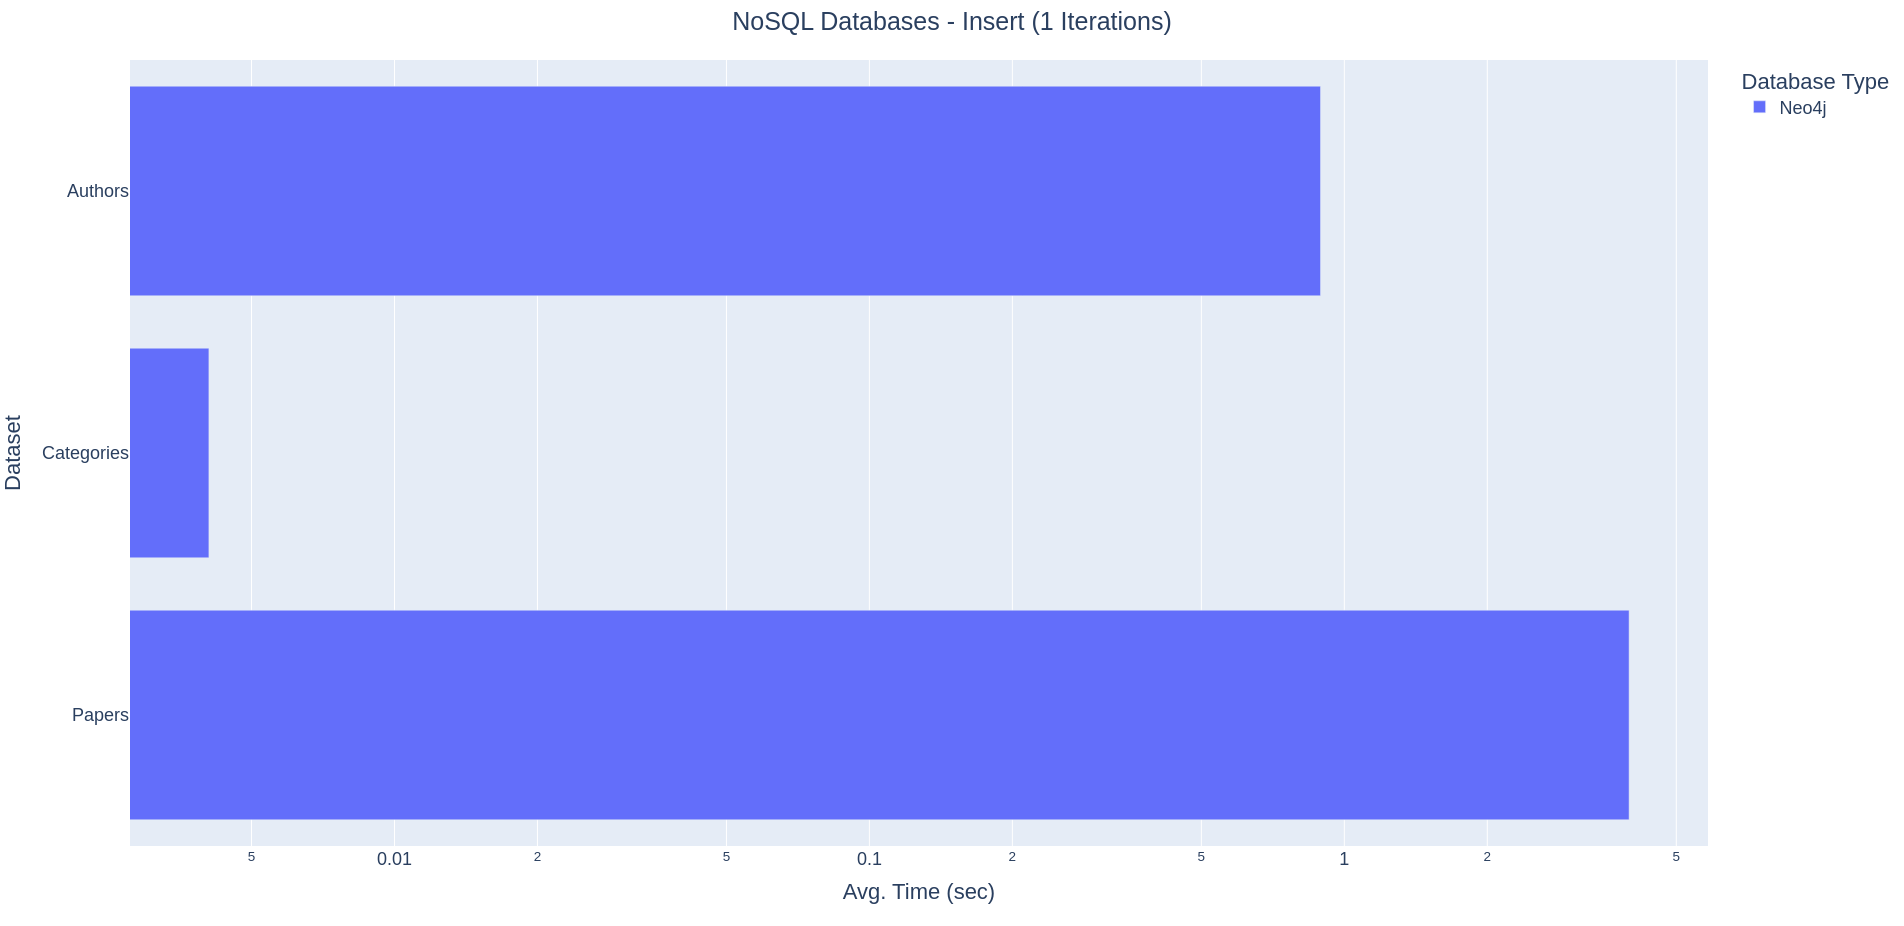 NoSQL Databases - Insert (1 Iterations)
Database Type
Neo4j
Authors
Categories
Papers
Dataset
5 0.01 2 5 0.1 2 5 1 2 5
Avg. Time (sec)